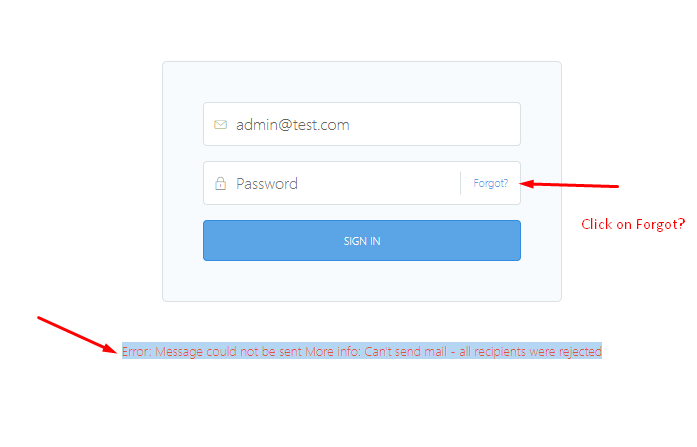 admin@test.com
Password
Forgot?
Click on Forgot?
SIGN IN
Error: Message could not be sent More info: Can't send mail - all recipients were rejected